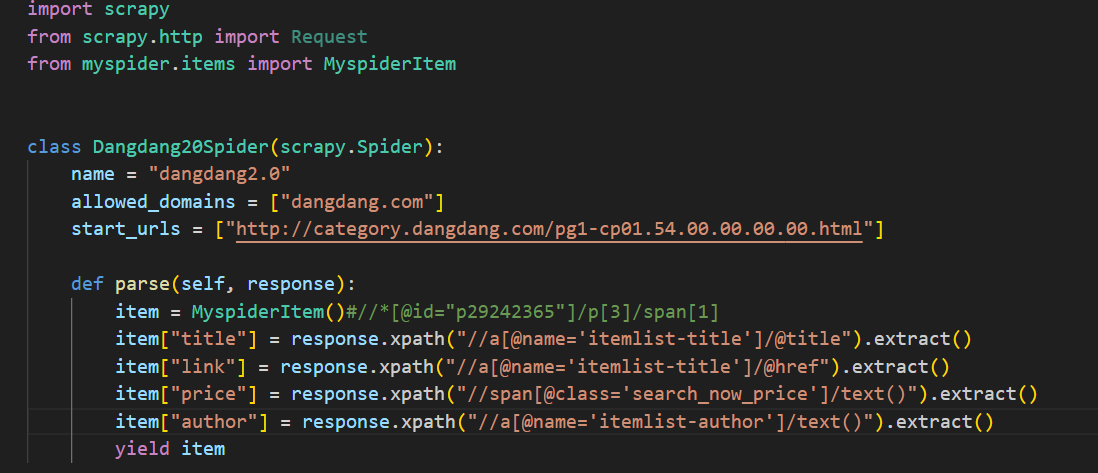 import scrapy
from scrapy.http import Request
from myspider.items import MyspiderItem
class Dangdang20Spider(scrapy.Spider):
name = "dangdang2.0"
allowed_domains = ["dangdang.com"]
start_urls = ["http://category.dangdang.com/pg1-cp01.54.00.00.00.00.html"]
def parse(self, response):
item = MyspiderItem()#//*[@id="p29242365"]/p[3]/span[1]
item["title"] = response.xpath("//a[@name='itemlist-title']/@title").extract()
item["link"] = response.xpath("//a[@name='itemlist-title']/@href").extract()
item["price"] = response.xpath("//span[@class='search_now_price']/text()").extract()
item["author"] = response.xpath("//a[@name='itemlist-author']/text()").extract()
yield item